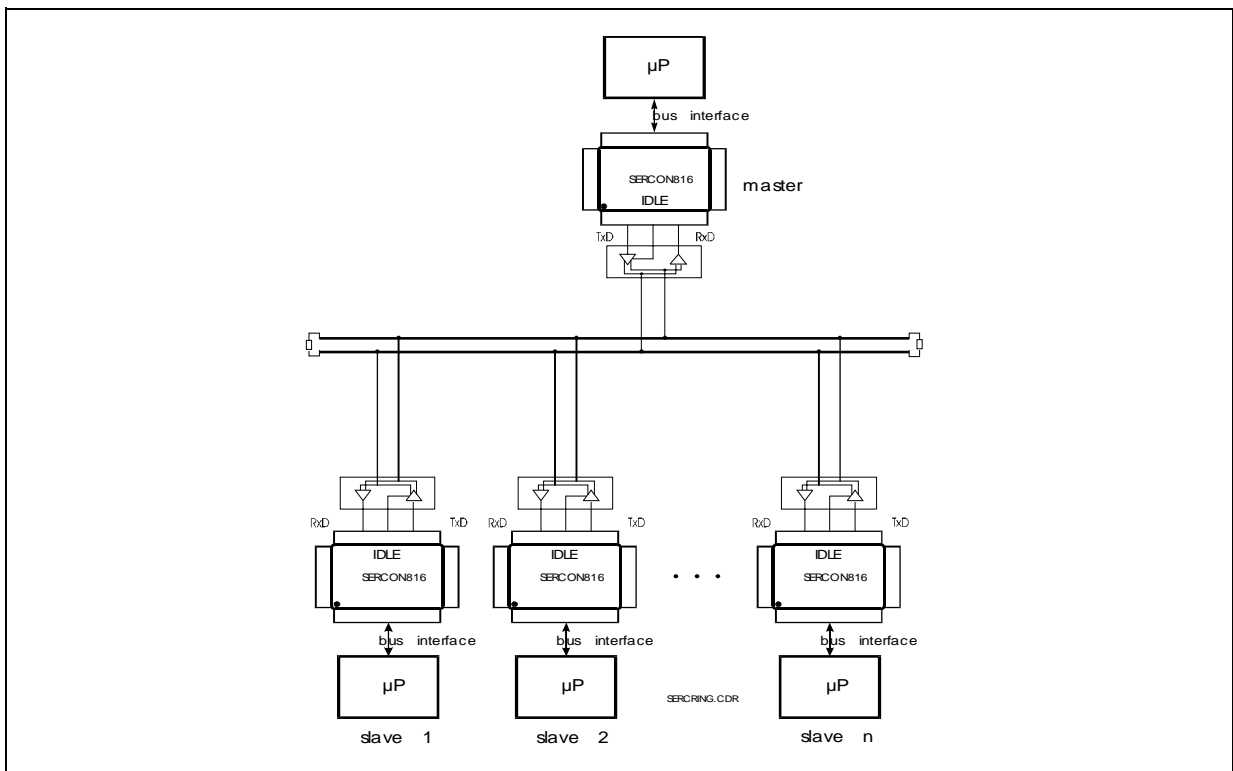 µP
bus interface
SERCON816
IDLE
master
TxD RxD
RxD TxD RxD TxD RxD TxD
IDLE IDLE IDLE
SERCON816 SERCON816 . . . SERCON816
bus interface bus interface bus interface
µP µP SERCRING.CDR µP
slave 1 slave 2 slave n